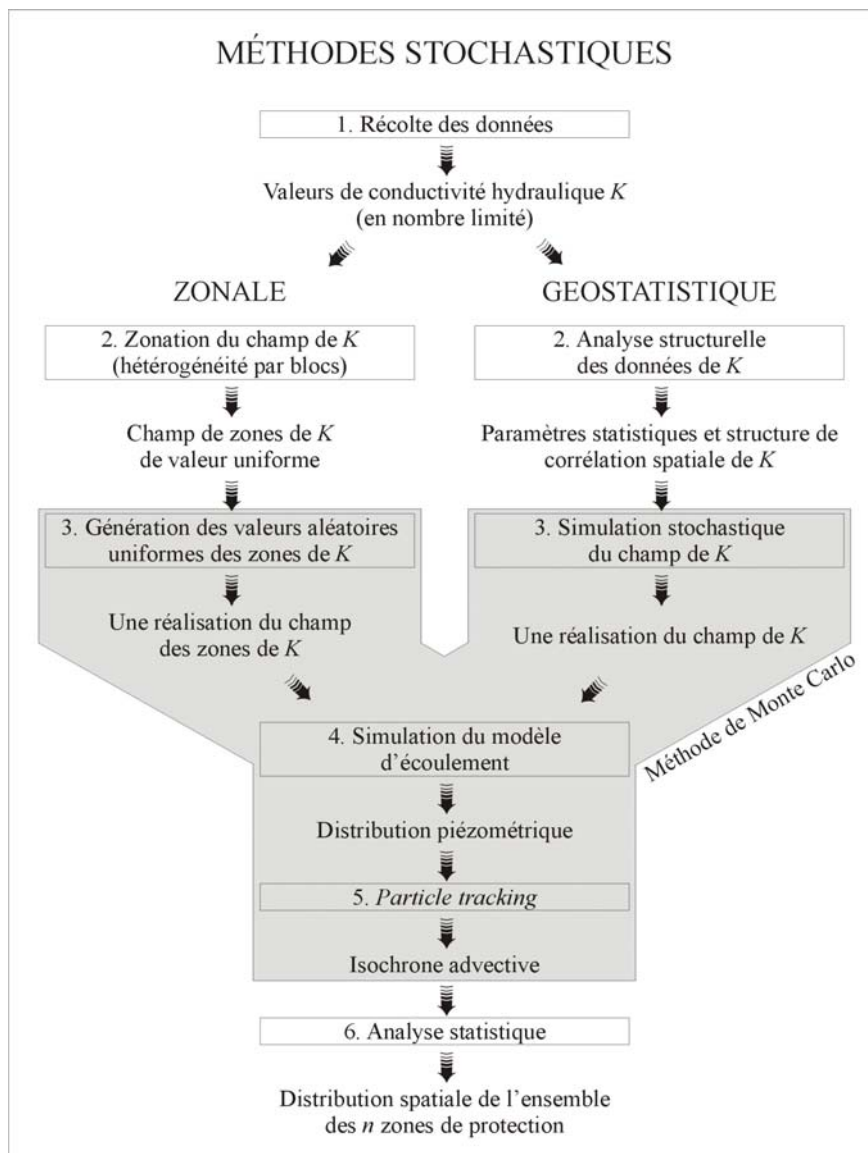 MÉTHODES STOCHASTIQUES
1. Récolte des données
Valeurs de conductivité hydraulique K
(en nombre limité)
ZONALE
2. Zonation du champ de K
(hétérogénéité par blocs)
Champ de zones de K
de valeur uniforme
3. Génération des valeurs aléatoires
uniformes des zones de K
Une réalisation du champ
des zones de K
GEOSTATISTIQUE
2. Analyse structurelle
des données de K
Paramètres statistiques et structure de
corrélation spatiale de K
3. Simulation stochastique
du champ de K
Une réalisation du champ de K
Méthode de Monte Carlo
4. Simulation du modèle
d'écoulement
Distribution piézométrique
5. Particle tracking
Isochrone advective
6. Analyse statistique
Distribution spatiale de l'ensemble
des n zones de protection